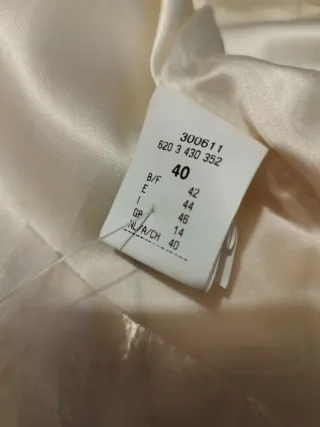 300611
620 3 430 352
40
B/F 42
E 44
I 46
GB 14
NL/A/CH 40